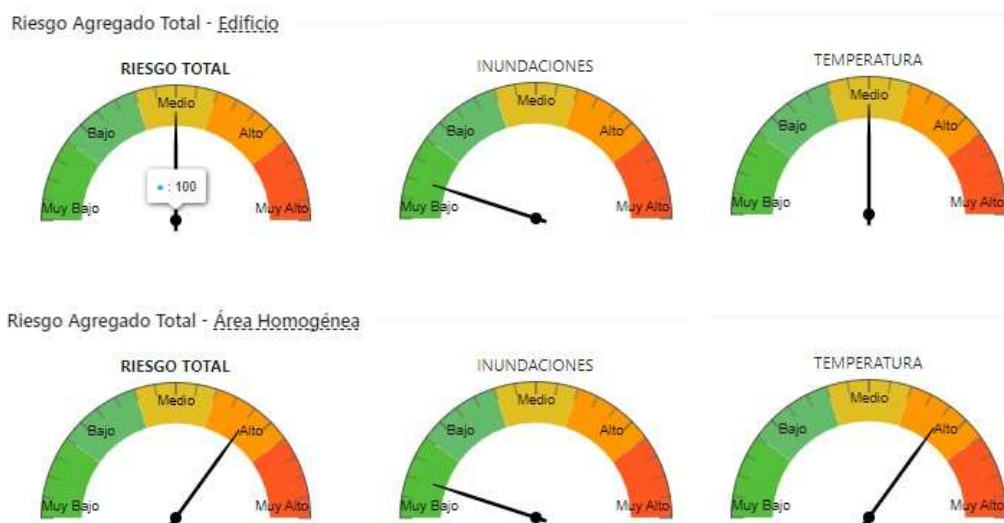 Riesgo Agregado Total - Edificio
RIESGO TOTAL
INUNDACIONES
TEMPERATURA
Medio
Bajo
Alto
Muy Bajo
Muy Alto
: 100
Medio
Bajo
Alto
Muy Bajo
Muy Alto
Medio
Bajo
Alto
Muy Bajo
Muy Alto
Riesgo Agregado Total - Área Homogénea
RIESGO TOTAL
INUNDACIONES
TEMPERATURA
Medio
Bajo
Alto
Muy Bajo
Muy Alto
Medio
Bajo
Alto
Muy Bajo
Muy Alto
Medio
Bajo
Alto
Muy Bajo
Muy Alto